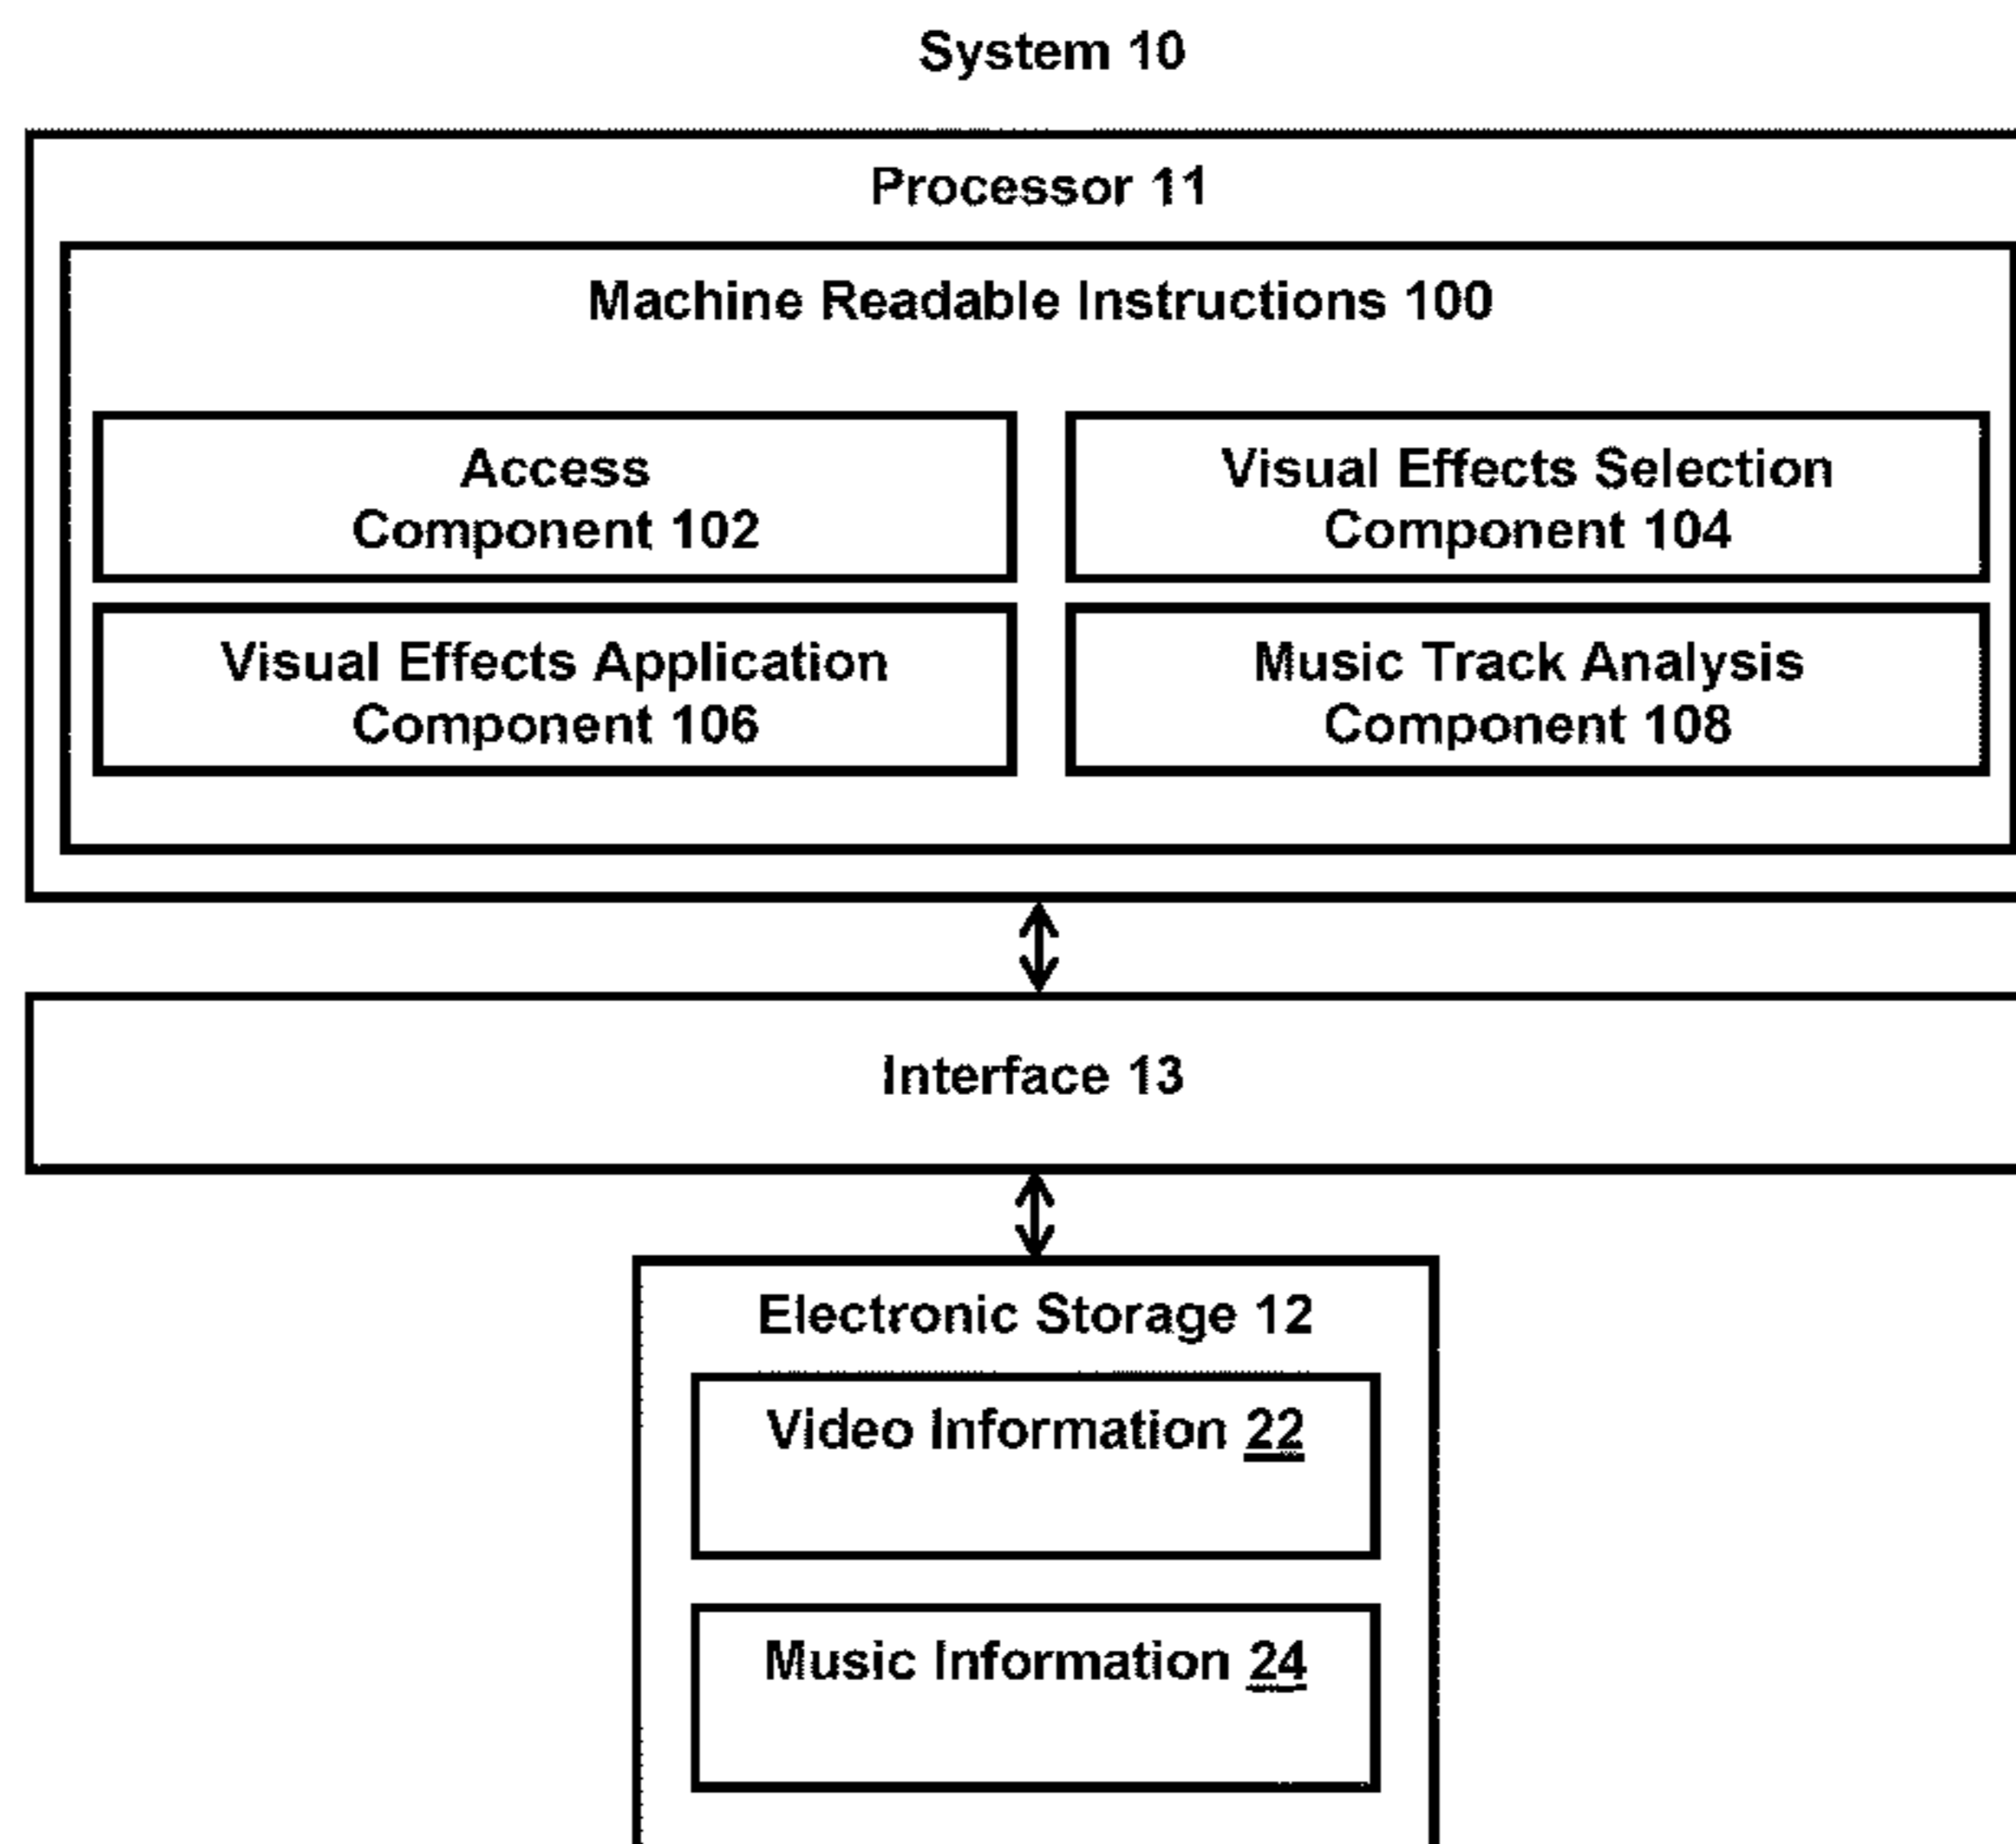 System 10
Processor 11
Machine Readable Instructions 100
Access
Component 102
Visual Effects Selection
Component 104
Visual Effects Application
Component 106
Music Track Analysis
Component 108
Interface 13
Electronic Storage 12
Video Information 22
Music Information 24